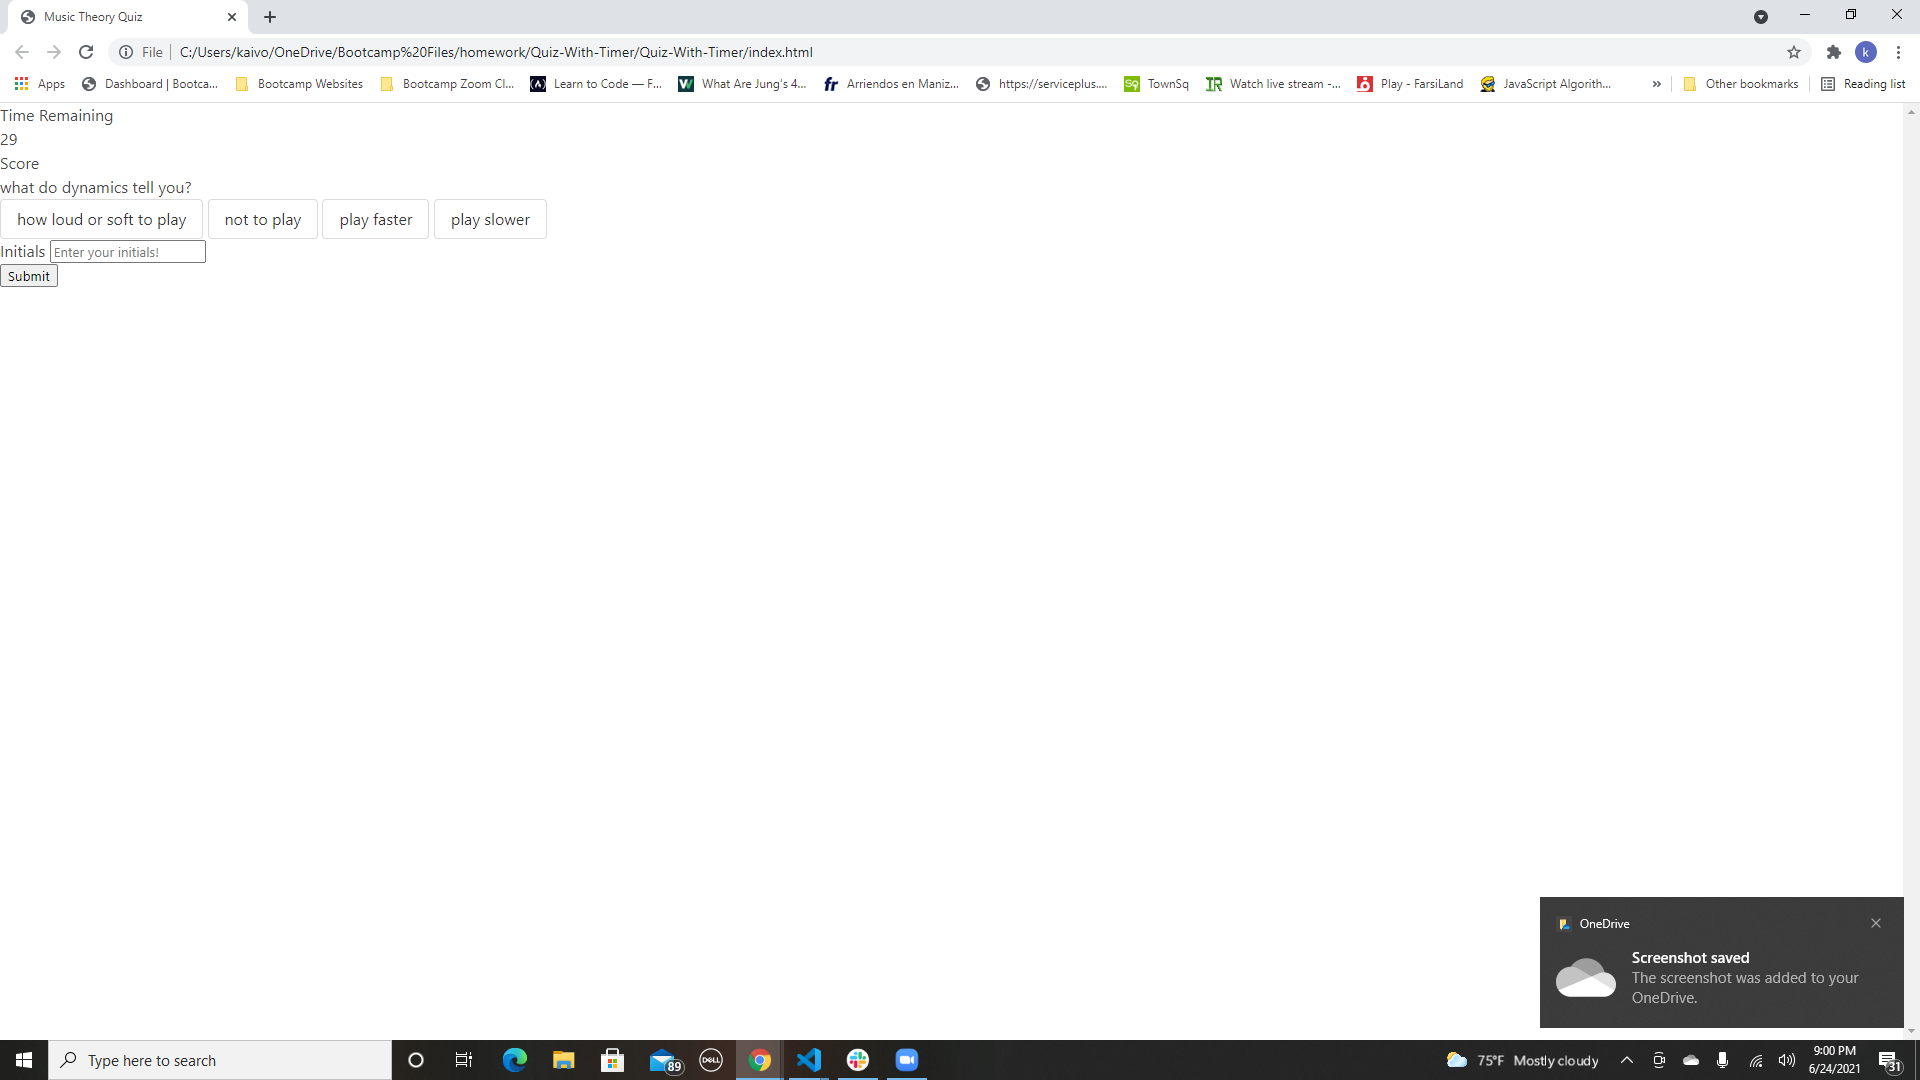 Music Theory Quiz
File
C:/Users/kaivo/OneDrive/Bootcamp%20Files/homework/Quiz-With-Timer/Quiz-With-Timer/index.html
k
Apps
Dashboard | Bootca...
Bootcamp Websites
Bootcamp Zoom Cl...
Learn to Code — F...
What Are Jung's 4...
fr Arriendos en Maniz...
https://serviceplus....
Sq TownSq
IR Watch live stream -...
Play - FarsiLand
JavaScript Algorith...
»
Other bookmarks
Reading list
Time Remaining
29
Score
what do dynamics tell you?
how loud or soft to play
not to play
play faster
play slower
Initials Enter your initials!
Submit
OneDrive
Screenshot saved
The screenshot was added to your
OneDrive.
Type here to search
89
DELL
75°F Mostly cloudy
9:00 PM
6/24/2021
31